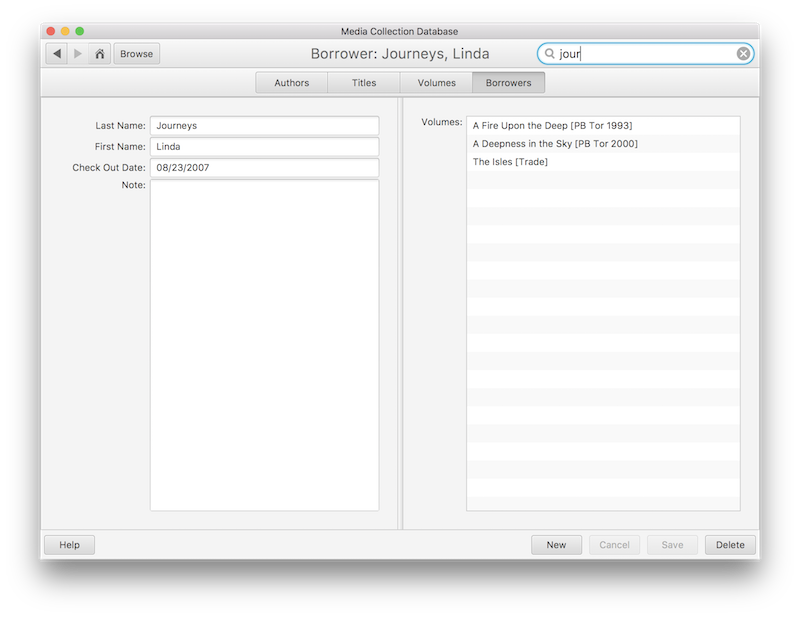 Media Collection Database
Browse
Borrower: Journeys, Linda
jour
Authors
Titles
Volumes
Borrowers
Last Name:
Journeys
First Name:
Linda
Check Out Date:
08/23/2007
Note:
Volumes:
A Fire Upon the Deep [PB Tor 1993]
A Deepness in the Sky [PB Tor 2000]
The Isles [Trade]
Help
New
Cancel
Save
Delete